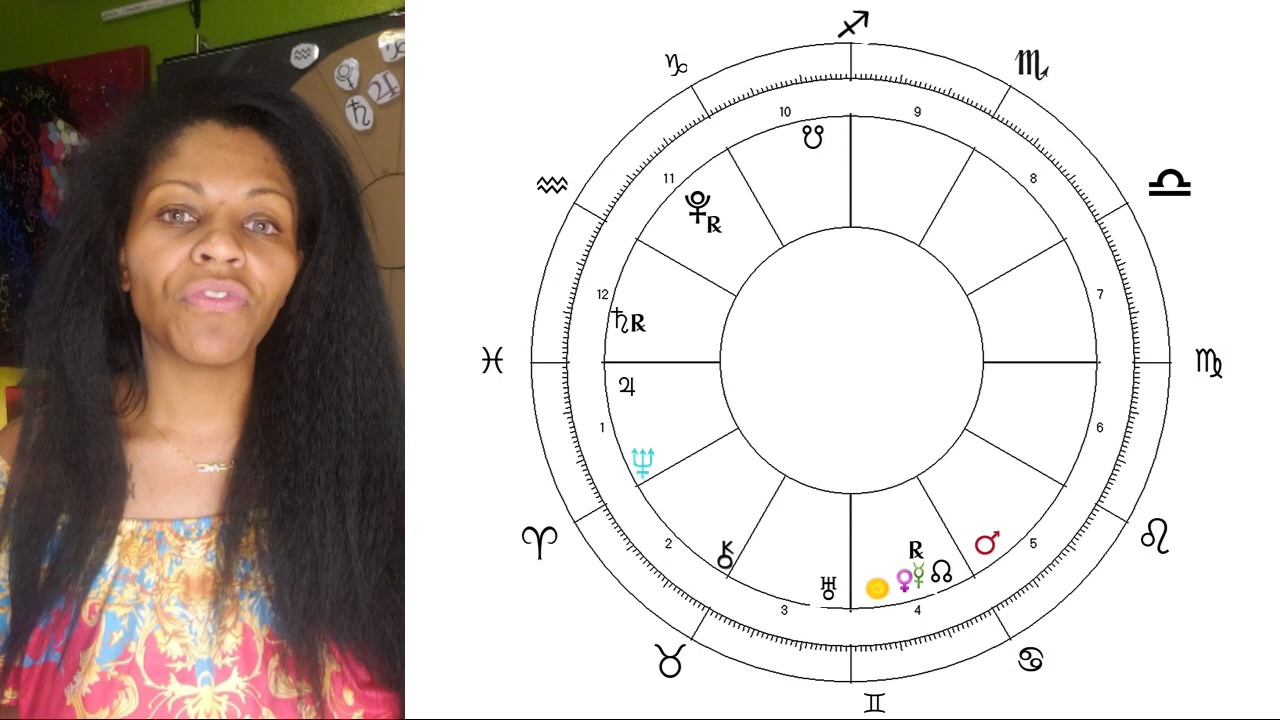 ♐
♑ ♏
10 ☋ 9
♒ 11 8 ♎
♇ ℞
12 7
♄ ℞
♓ ♍
♃
1 6
♆
♈ 2 5 ♌
⚷ ℞ ♂
♅ ☉ ♀ ☿ ☊
3 4
♉ ♋
♊
♒ ♀ ♃ ♄ ♑